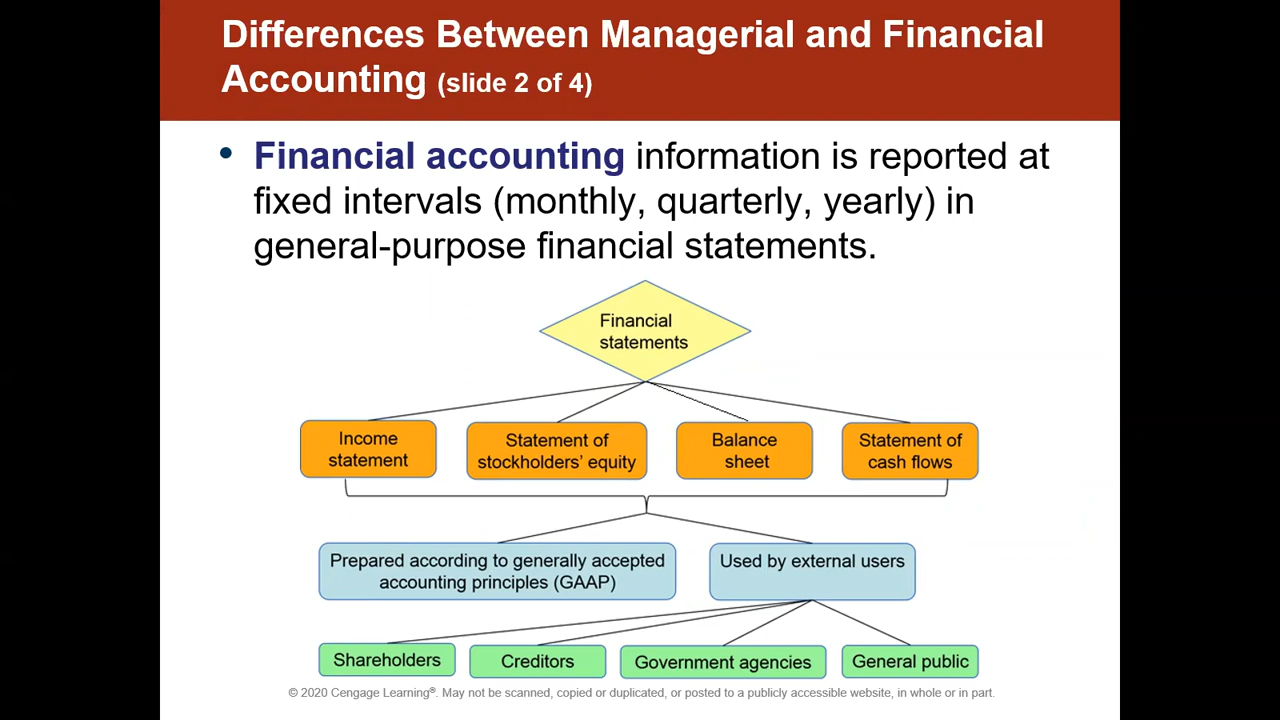 Differences Between Managerial and Financial
Accounting (slide 2 of 4)
• Financial accounting information is reported at
fixed intervals (monthly, quarterly, yearly) in
general-purpose financial statements.
Financial
statements
Income
statement
Statement of
stockholders’ equity
Balance
sheet
Statement of
cash flows
Prepared according to generally accepted
accounting principles (GAAP)
Used by external users
Shareholders
Creditors
Government agencies
General public
© 2020 Cengage Learning®. May not be scanned, copied or duplicated, or posted to a publicly accessible website, in whole or in part.